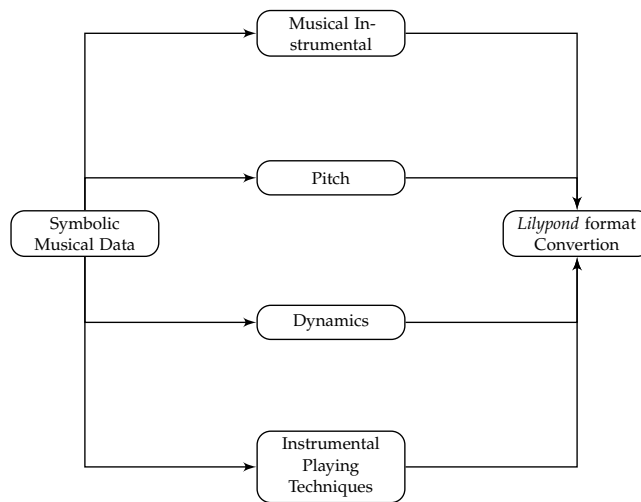 Musical In-
strumental
Pitch
Symbolic
Musical Data
Lilypond format
Convertion
Dynamics
Instrumental
Playing
Techniques